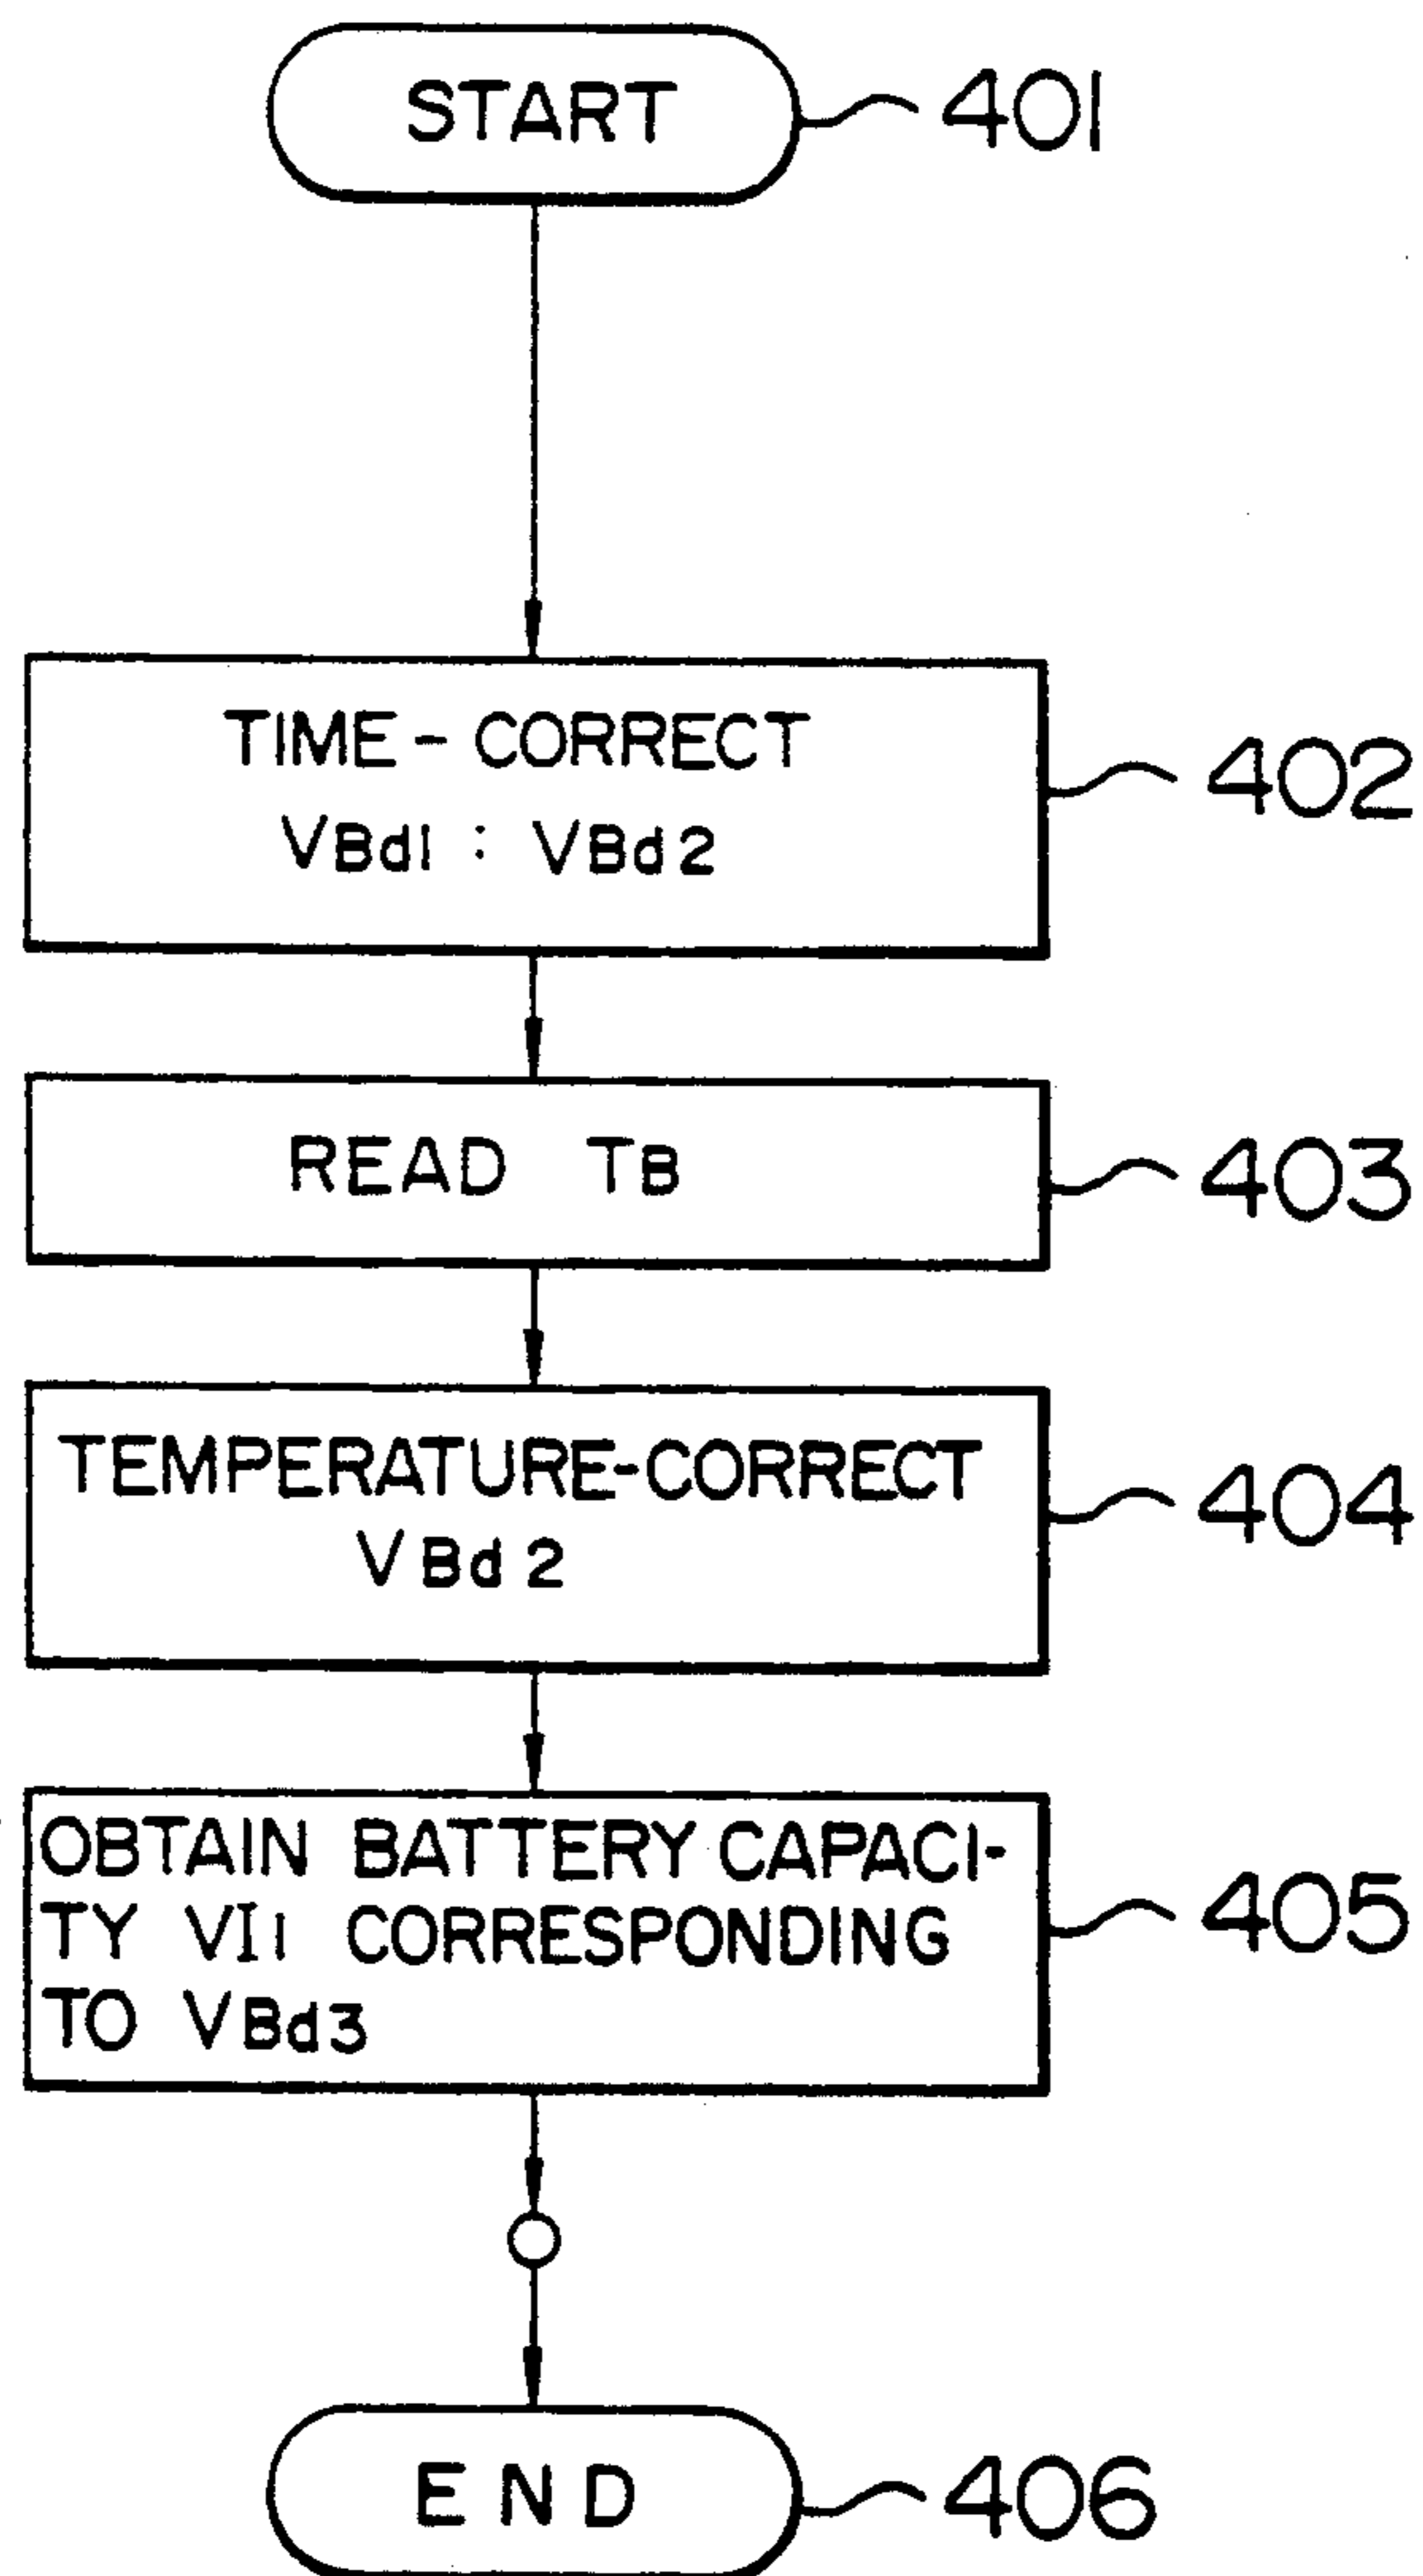 START 401
TIME-CORRECT
VBd1 : VBd2
402
READ TB 403
TEMPERATURE-CORRECT
VBd2
404
OBTAIN BATTERY CAPACI-
TY VI1 CORRESPONDING
TO VBd3
405
END 406